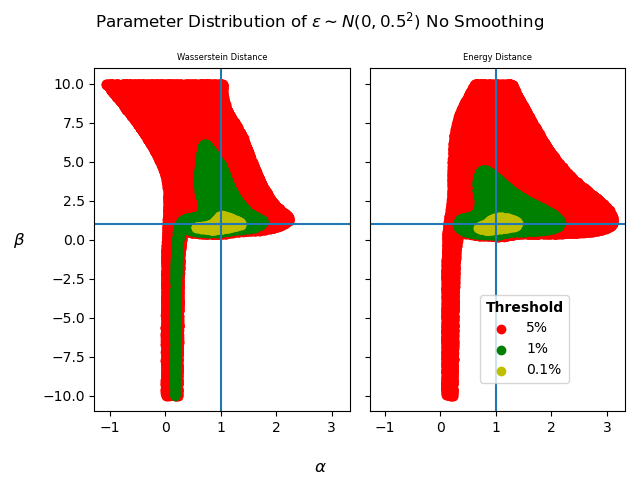 Parameter Distribution of ε ∼ N(0, 0.5²) No Smoothing
Wasserstein Distance
Energy Distance
10.0
7.5
5.0
2.5
0.0
−2.5
−5.0
−7.5
−10.0
β
Threshold
5%
1%
0.1%
−1 0 1 2 3
−1 0 1 2 3
α